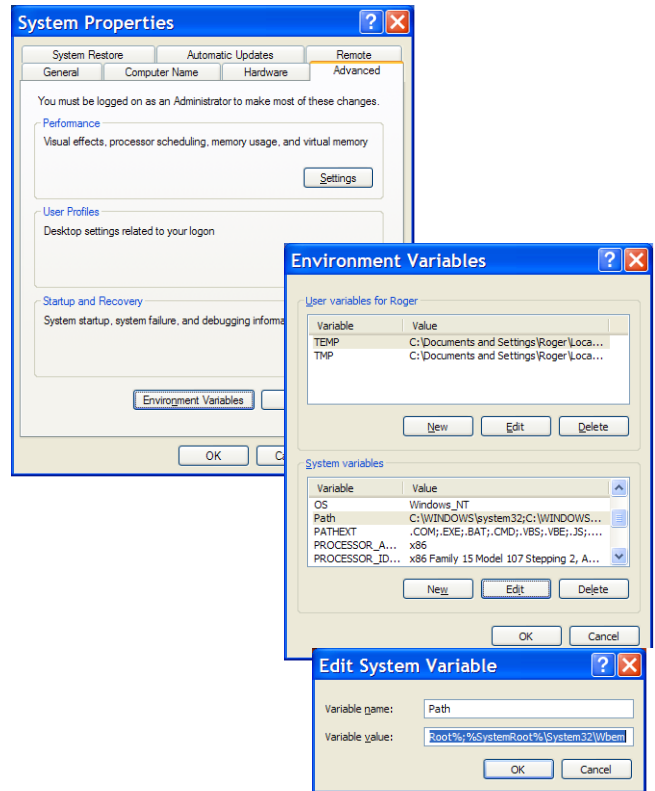 System Properties
System Restore Automatic Updates Remote
General Computer Name Hardware Advanced
You must be logged on as an Administrator to make most of these changes.
Performance
Visual effects, processor scheduling, memory usage, and virtual memory
Settings
User Profiles
Desktop settings related to your logon
Startup and Recovery
System startup, system failure, and debugging informa
Environment Variables
OK Ca
Environment Variables
User variables for Roger
Variable Value
TEMP C:\Documents and Settings\Roger\Loca...
TMP C:\Documents and Settings\Roger\Loca...
New Edit Delete
System variables
Variable Value
OS Windows_NT
Path C:\WINDOWS\system32;C:\WINDOWS...
PATHEXT .COM;.EXE;.BAT;.CMD;.VBS;.VBE;.JS;....
PROCESSOR_A... x86
PROCESSOR_ID... x86 Family 15 Model 107 Stepping 2, A...
New Edit Delete
OK Cancel
Edit System Variable
Variable name: Path
Variable value: Root%;%SystemRoot%\System32\Wbem
OK Cancel